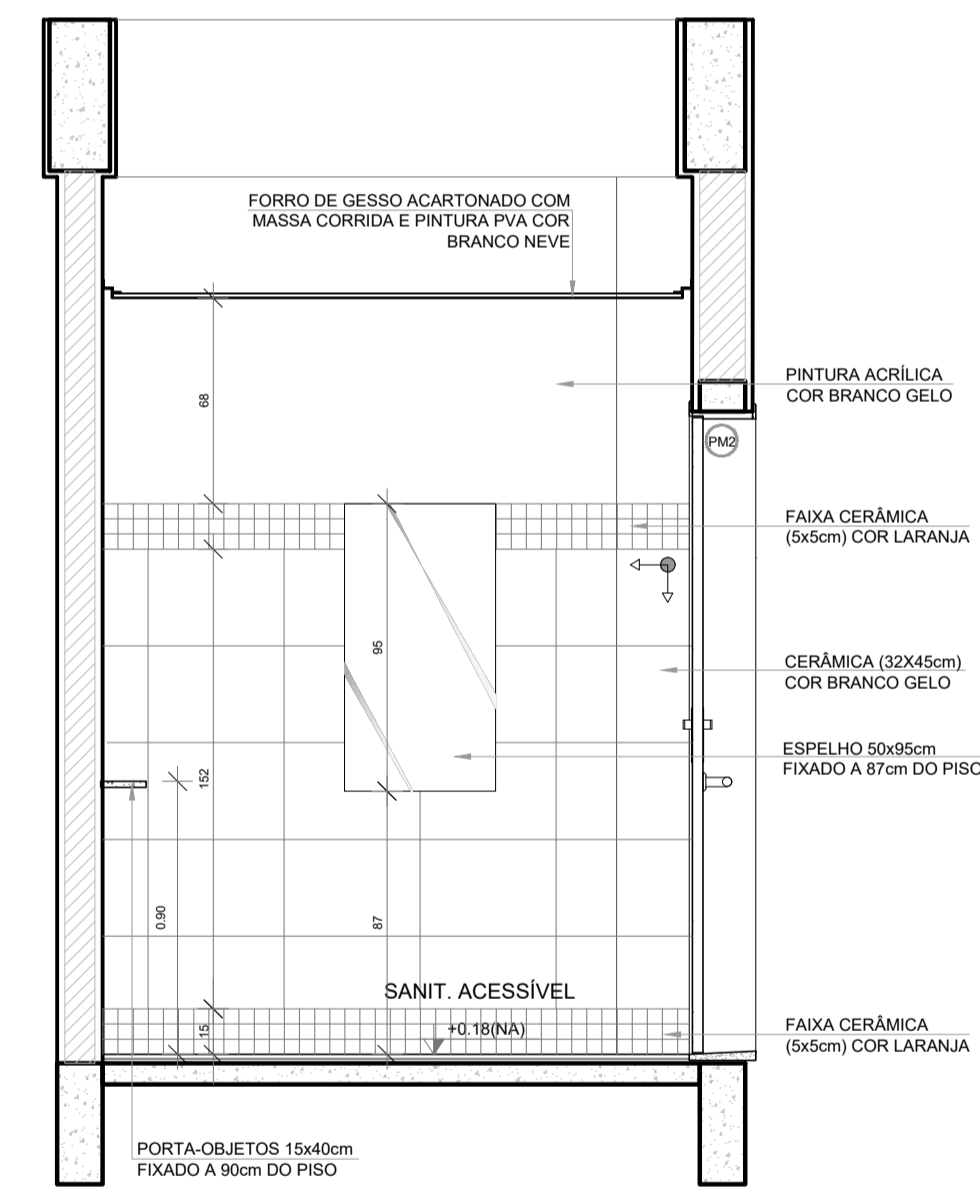 FORRO DE GESSO ACARTONADO COM
MASSA CORRIDA E PINTURA PVA COR
BRANCO NEVE
PINTURA ACRÍLICA
COR BRANCO GELO
68
PM2
FAIXA CERÂMICA
(5x5cm) COR LARANJA
95
CERÂMICA (32X45cm)
COR BRANCO GELO
ESPELHO 50x95cm
FIXADO A 87cm DO PISO
152
0.90
87
SANIT. ACESSÍVEL
+0.18(NA)
15
FAIXA CERÂMICA
(5x5cm) COR LARANJA
PORTA-OBJETOS 15x40cm
FIXADO A 90cm DO PISO